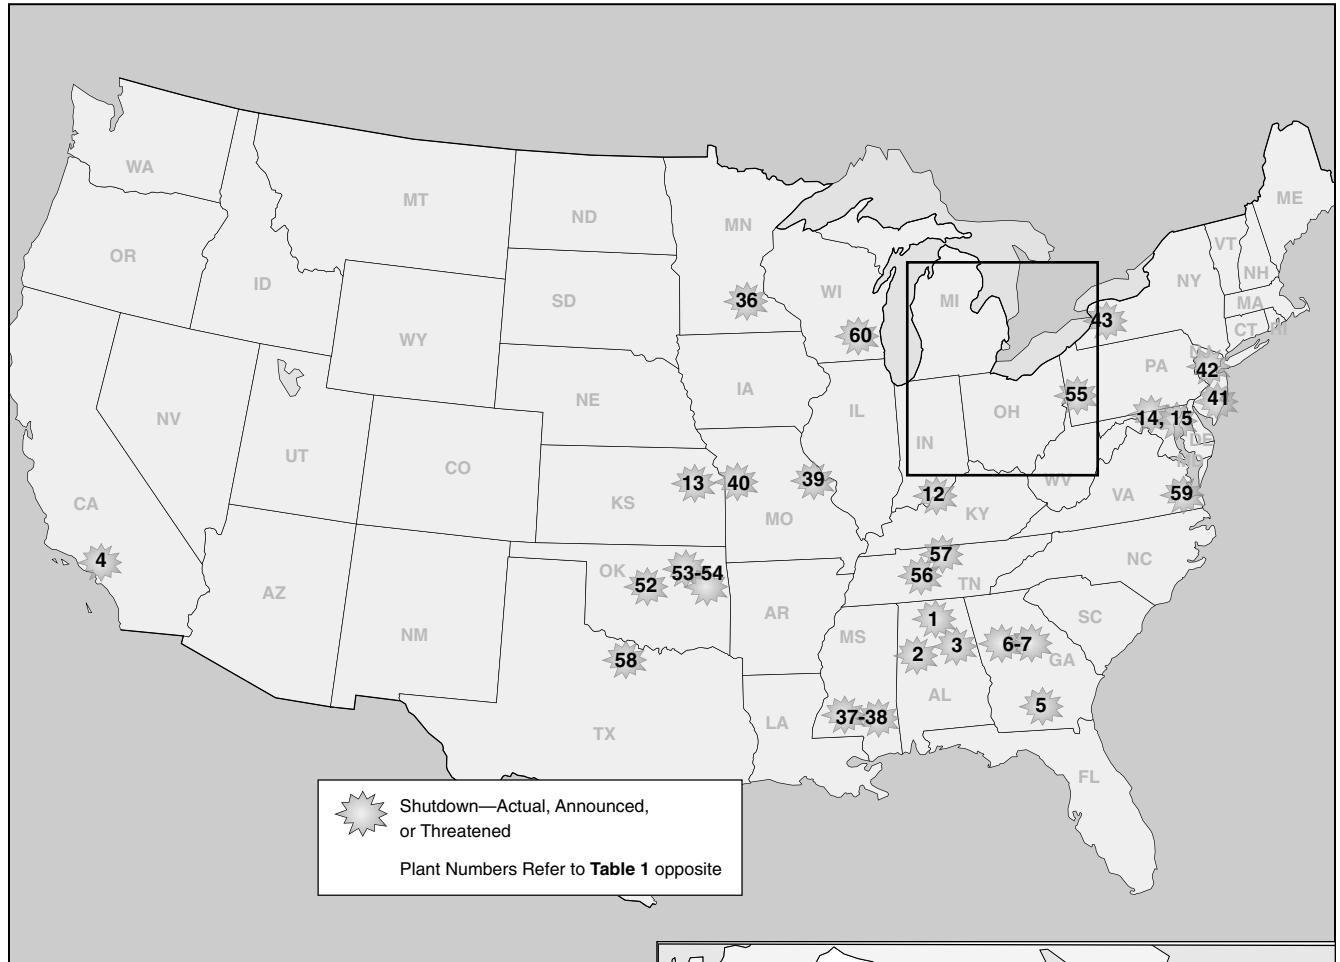 WA
MT
ND
MN
ME
OR
ID
SD
WI
MI
NY
VT
NH
MA
CT
RI
WY
36
60
43
NV
UT
CO
NE
IA
IL
IN
OH
PA
NJ
42
41
55
14, 15
DE
MD
CA
KS
13
40
39
MO
12
KY
WV
VA
59
4
AZ
NM
OK
52
53-54
AR
57
56
TN
NC
SC
58
TX
LA
MS
1
2
3
AL
6-7
GA
5
37-38
FL
Shutdown—Actual, Announced,
or Threatened
Plant Numbers Refer to Table 1 opposite